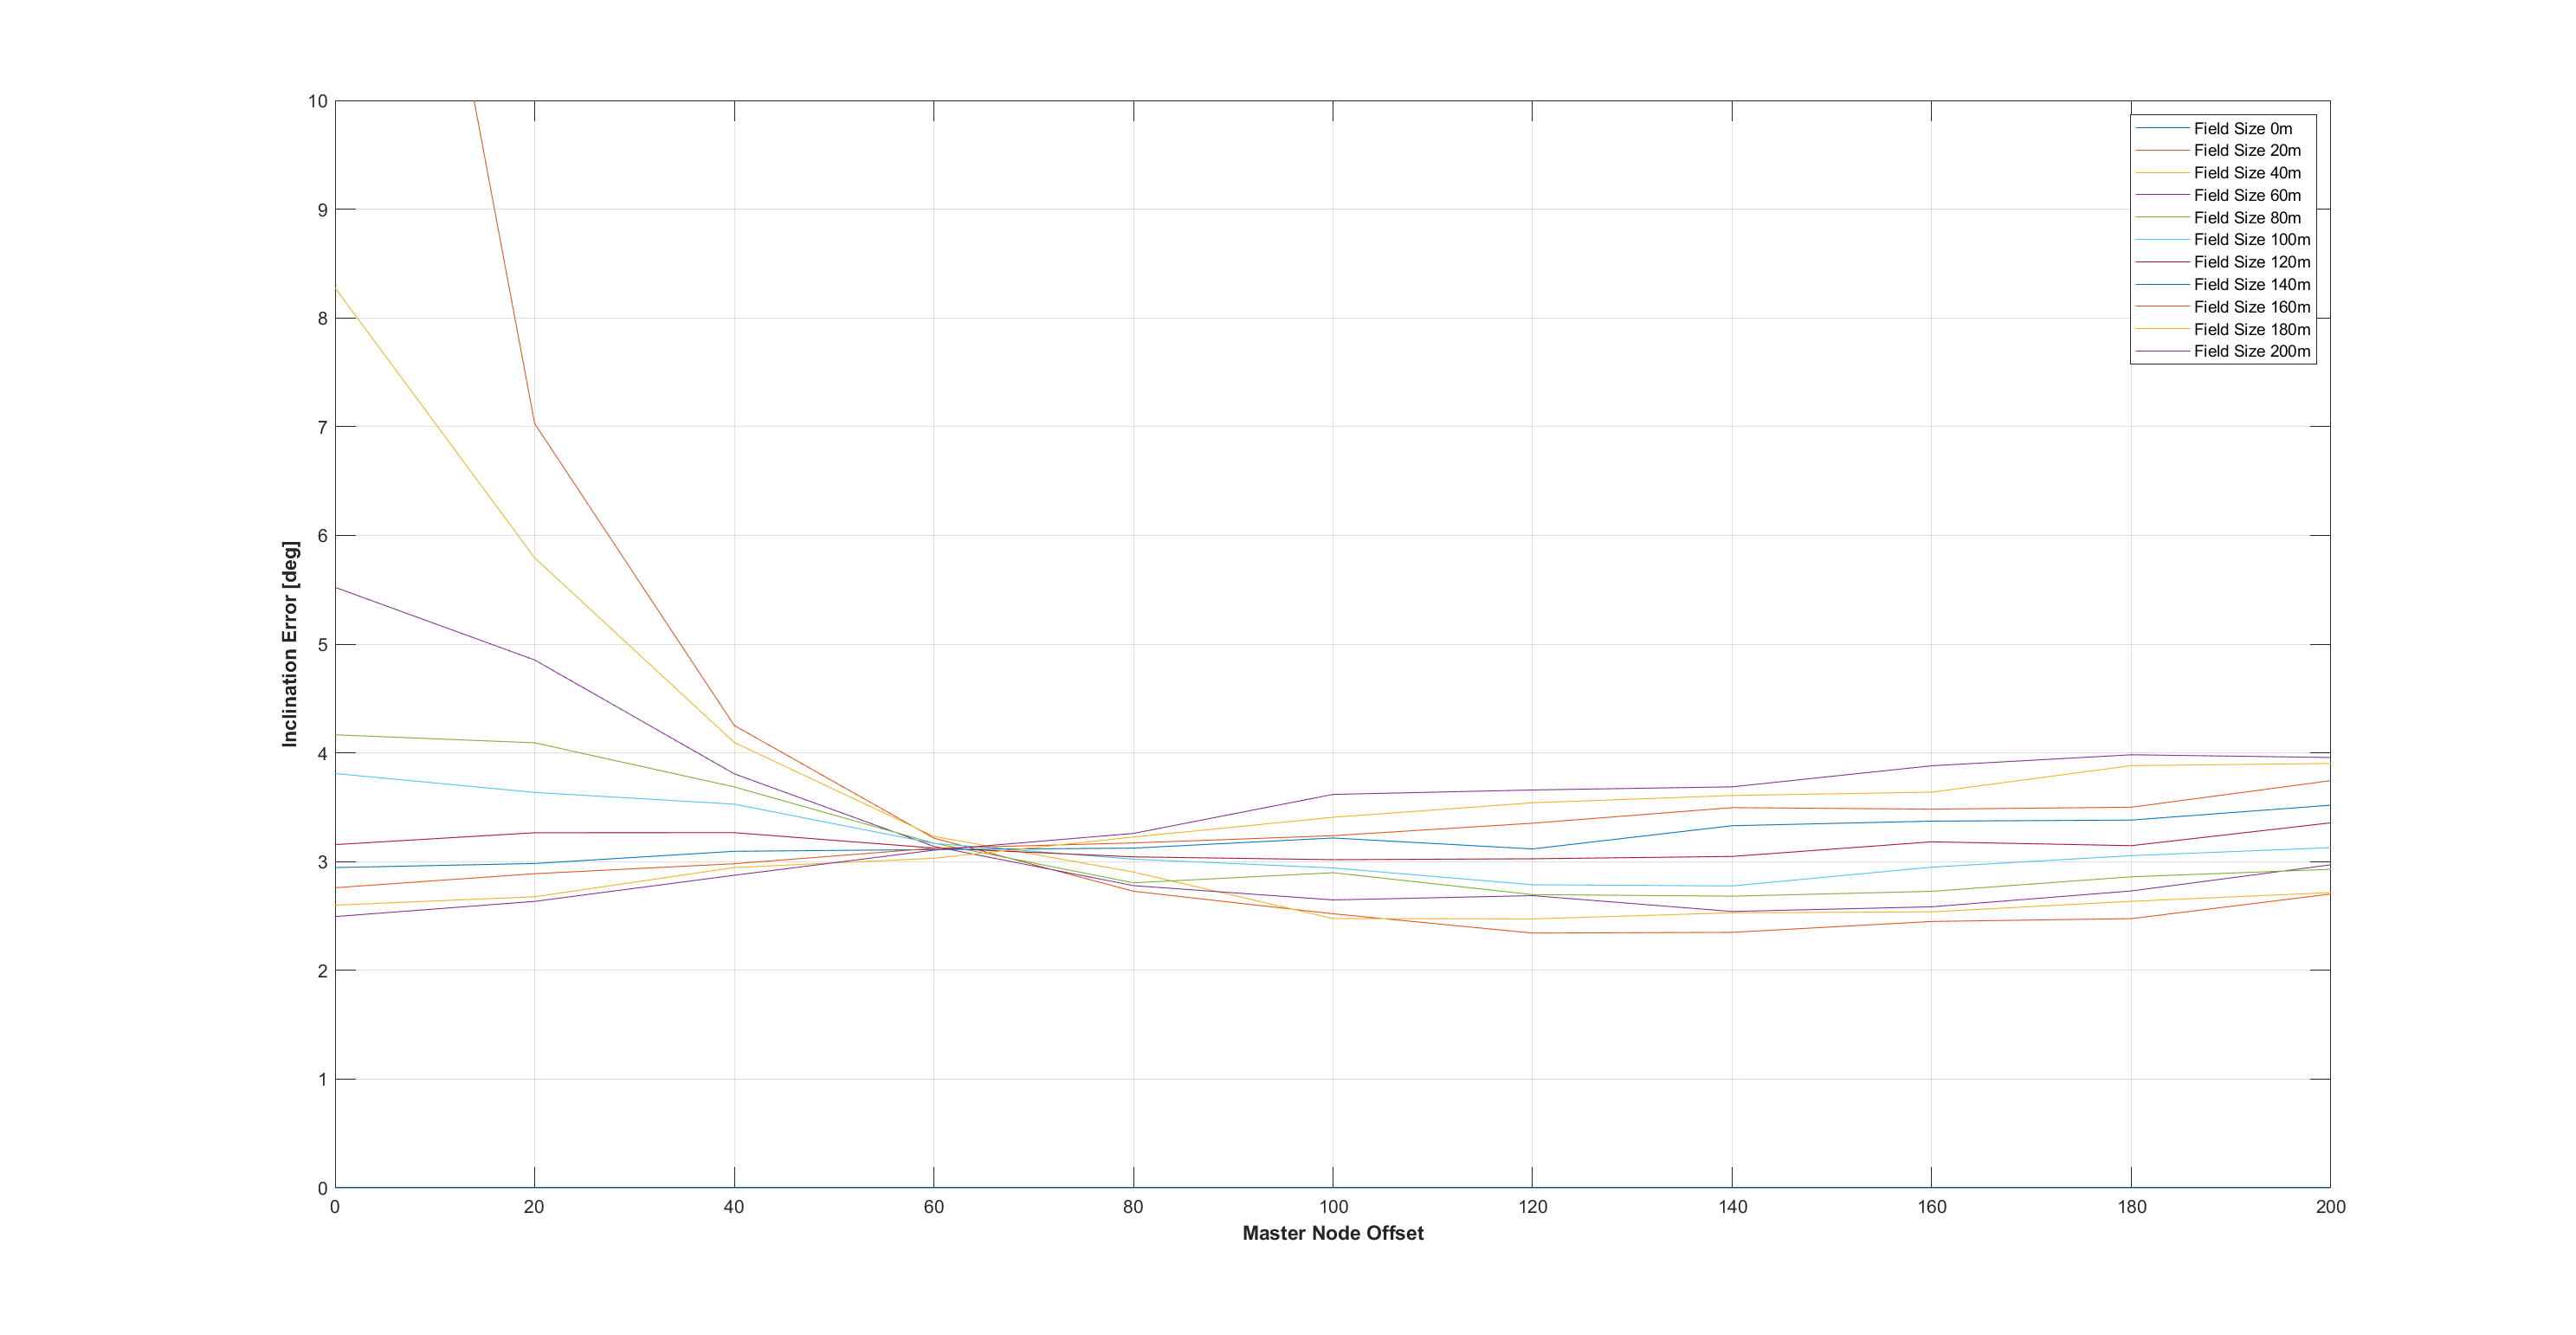 10
9
8
7
6
5
4
3
2
1
0
Inclination Error [deg]
Field Size 0m
Field Size 20m
Field Size 40m
Field Size 60m
Field Size 80m
Field Size 100m
Field Size 120m
Field Size 140m
Field Size 160m
Field Size 180m
Field Size 200m
0 20 40 60 80 100 120 140 160 180 200
Master Node Offset